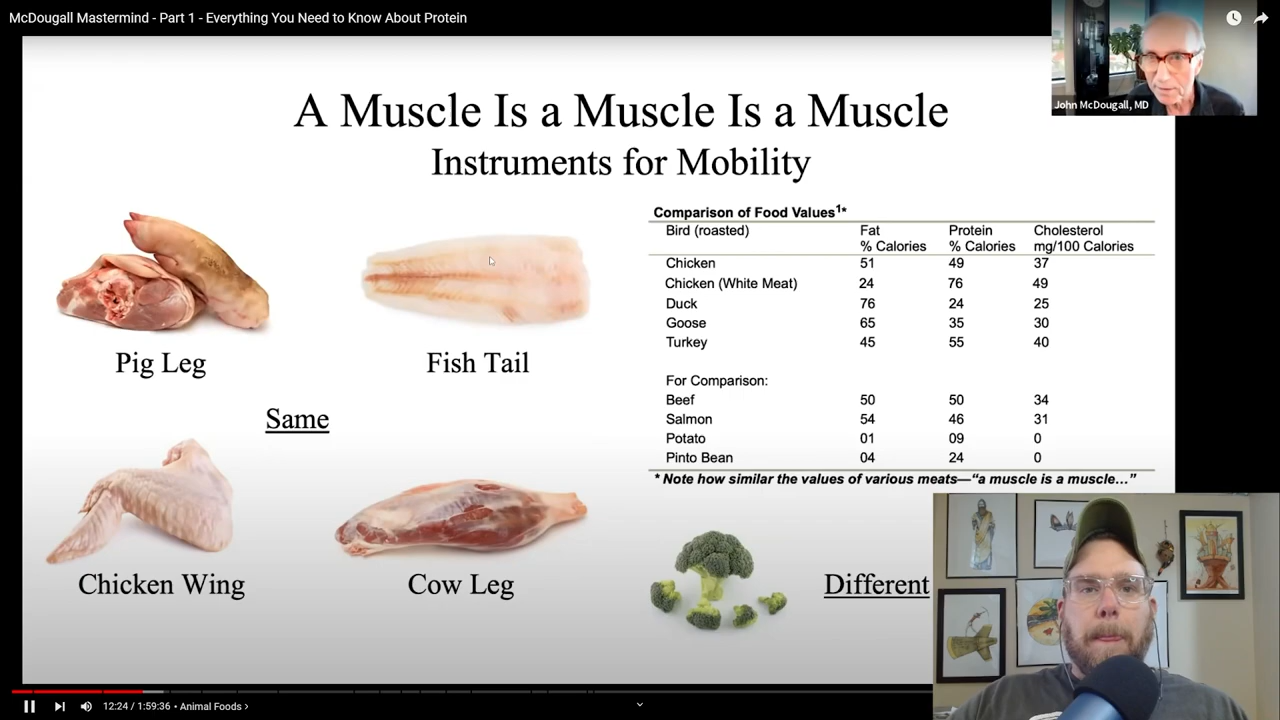 McDougall Mastermind - Part 1 - Everything You Need to Know About Protein
John McDougall, MD
A Muscle Is a Muscle Is a Muscle
Instruments for Mobility
Pig Leg
Fish Tail
Same
Chicken Wing
Cow Leg
Comparison of Food Values1*
Bird (roasted) Fat Protein Cholesterol
% Calories % Calories mg/100 Calories
Chicken 51 49 37
Chicken (White Meat) 24 76 49
Duck 76 24 25
Goose 65 35 30
Turkey 45 55 40
For Comparison:
Beef 50 50 34
Salmon 54 46 31
Potato 01 09 0
Pinto Bean 04 24 0
* Note how similar the values of various meats—“a muscle is a muscle…”
Different
12:24 / 1:59:36 • Animal Foods ›